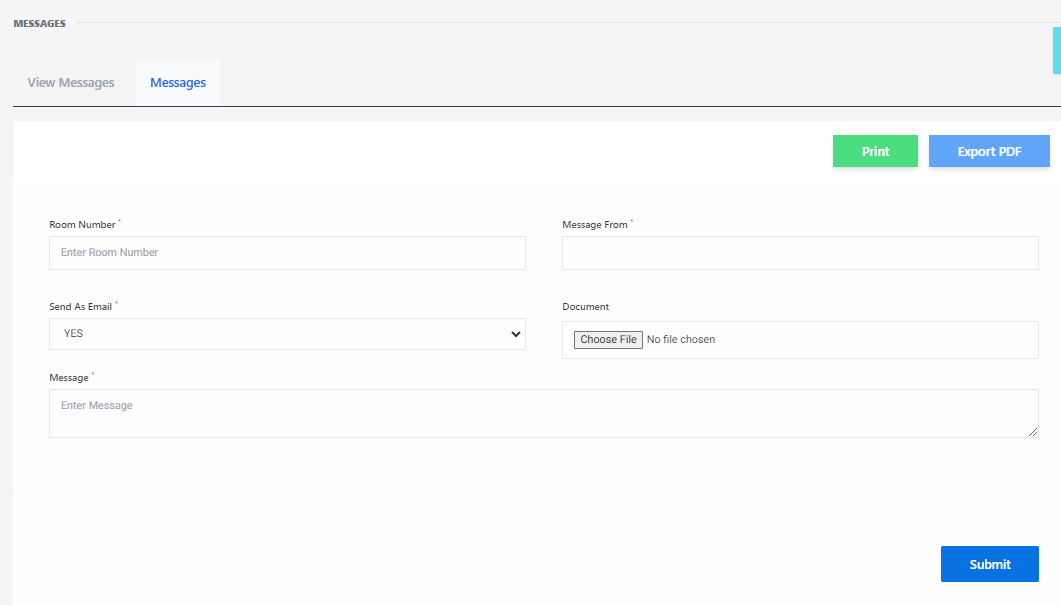 MESSAGES
View Messages Messages
Print Export PDF
Room Number * Message From *
Enter Room Number
Send As Email * Document
YES Choose File No file chosen
Message *
Enter Message
Submit